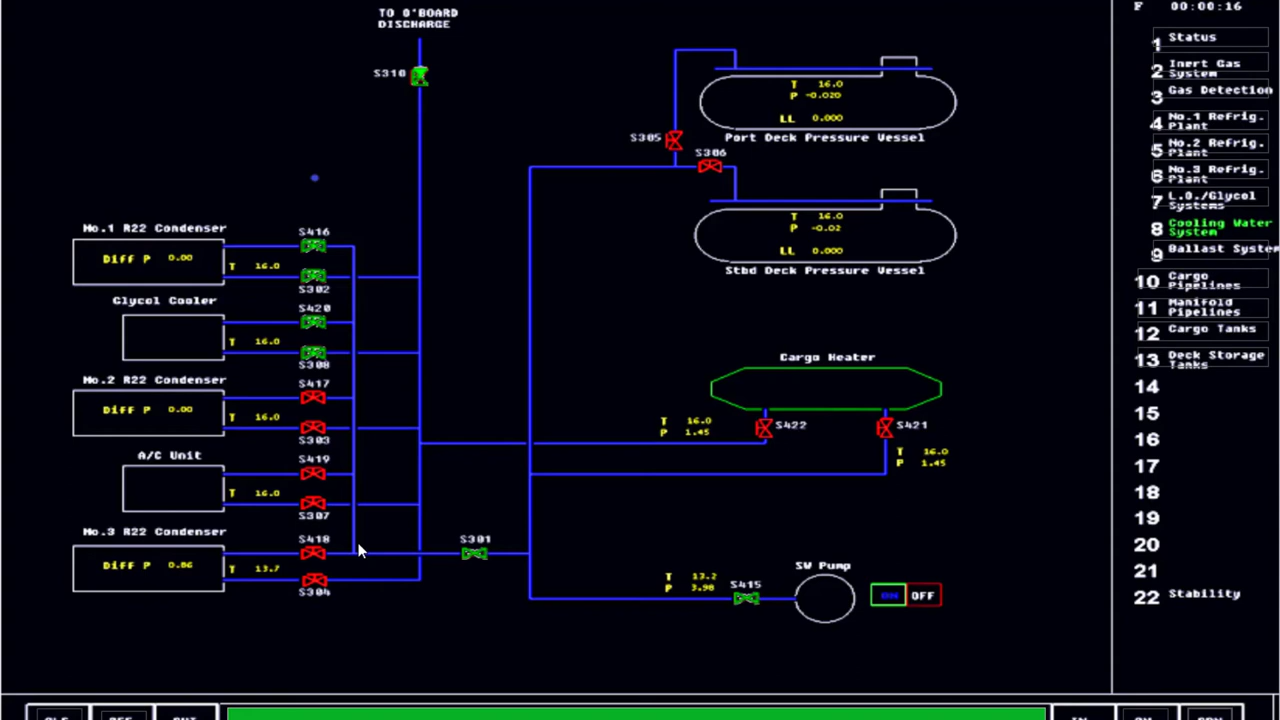 TO O'BOARD
DISCHARGE
S310
F 00:00:16
1 Status
2 Inert Gas
System
3 Gas Detection
4 No.1 Refrig.
Plant
5 No.2 Refrig.
Plant
6 No.3 Refrig.
Plant
7 L.O./Glycol
Systems
8 Cooling Water
System
9 Ballast System
10 Cargo
Pipelines
11 Manifold
Pipelines
12 Cargo Tanks
13 Deck Storage
Tanks
14
15
16
17
18
19
20
21
22 Stability
T 16.0
P -0.020
LL 0.000
Port Deck Pressure Vessel
S305
S306
T 16.0
P -0.02
LL 0.000
Stbd Deck Pressure Vessel
No.1 R22 Condenser
Diff P 0.00
T 16.0
S416
S302
Glycol Cooler
T 16.0
S420
S308
No.2 R22 Condenser
Diff P 0.00
T 16.0
S417
S303
A/C Unit
T 16.0
S419
S307
No.3 R22 Condenser
Diff P 0.86
T 13.7
S418
S304
S301
Cargo Heater
T 16.0
P 1.45
S422
S421
T 16.0
P 1.45
SW Pump
T 13.2
P 3.98
S415
ON OFF